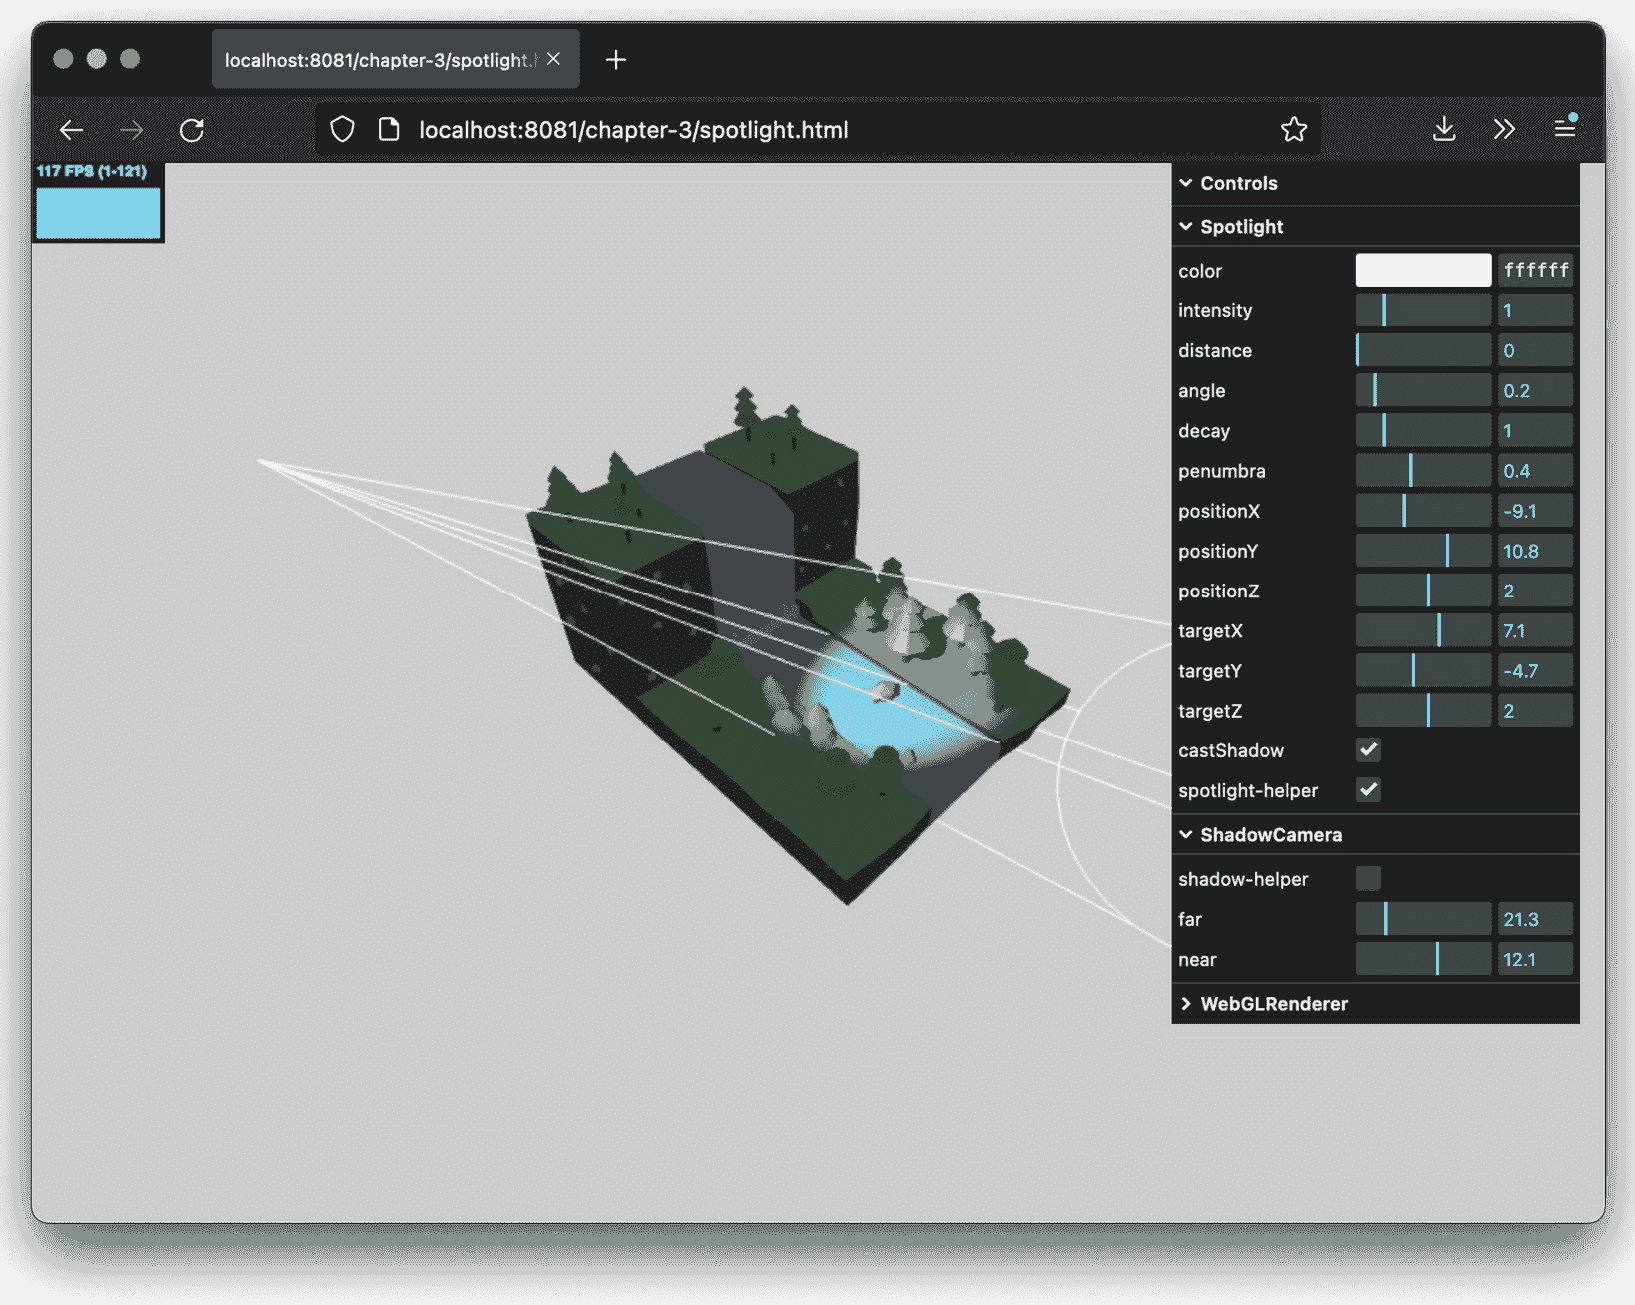 localhost:8081/chapter-3/spotlight.h
localhost:8081/chapter-3/spotlight.html
117 FPS (1-121)
Controls
Spotlight
color ffffff
intensity 1
distance 0
angle 0.2
decay 1
penumbra 0.4
positionX -9.1
positionY 10.8
positionZ 2
targetX 7.1
targetY -4.7
targetZ 2
castShadow
spotlight-helper
ShadowCamera
shadow-helper
far 21.3
near 12.1
WebGLRenderer